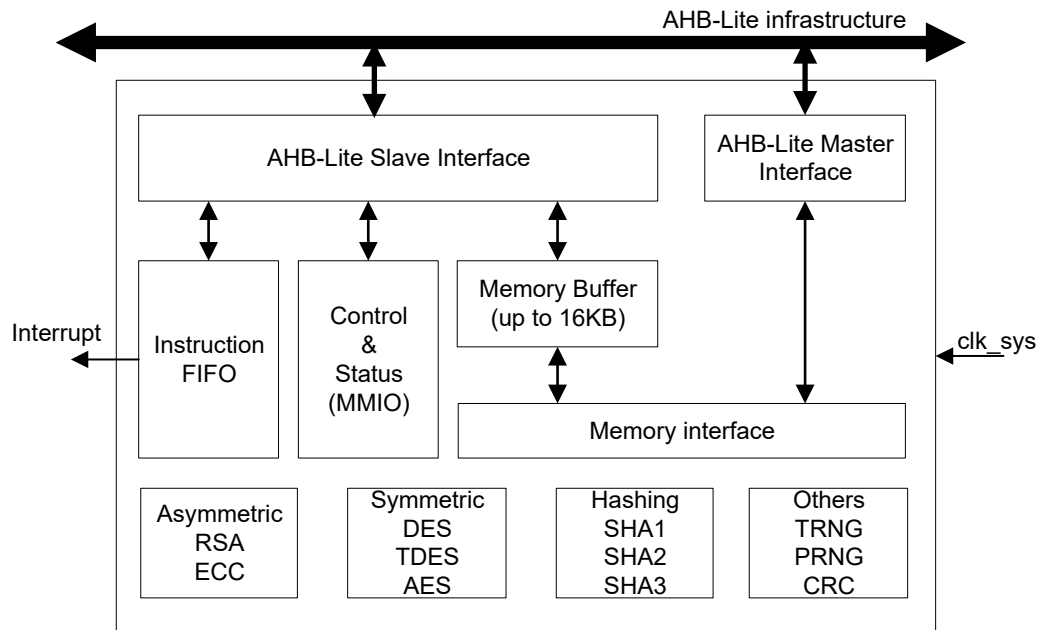 AHB-Lite infrastructure
AHB-Lite Slave Interface
AHB-Lite Master
Interface
Interrupt
Instruction
FIFO
Control
&
Status
(MMIO)
Memory Buffer
(up to 16KB)
clk_sys
Memory interface
Asymmetric
RSA
ECC
Symmetric
DES
TDES
AES
Hashing
SHA1
SHA2
SHA3
Others
TRNG
PRNG
CRC